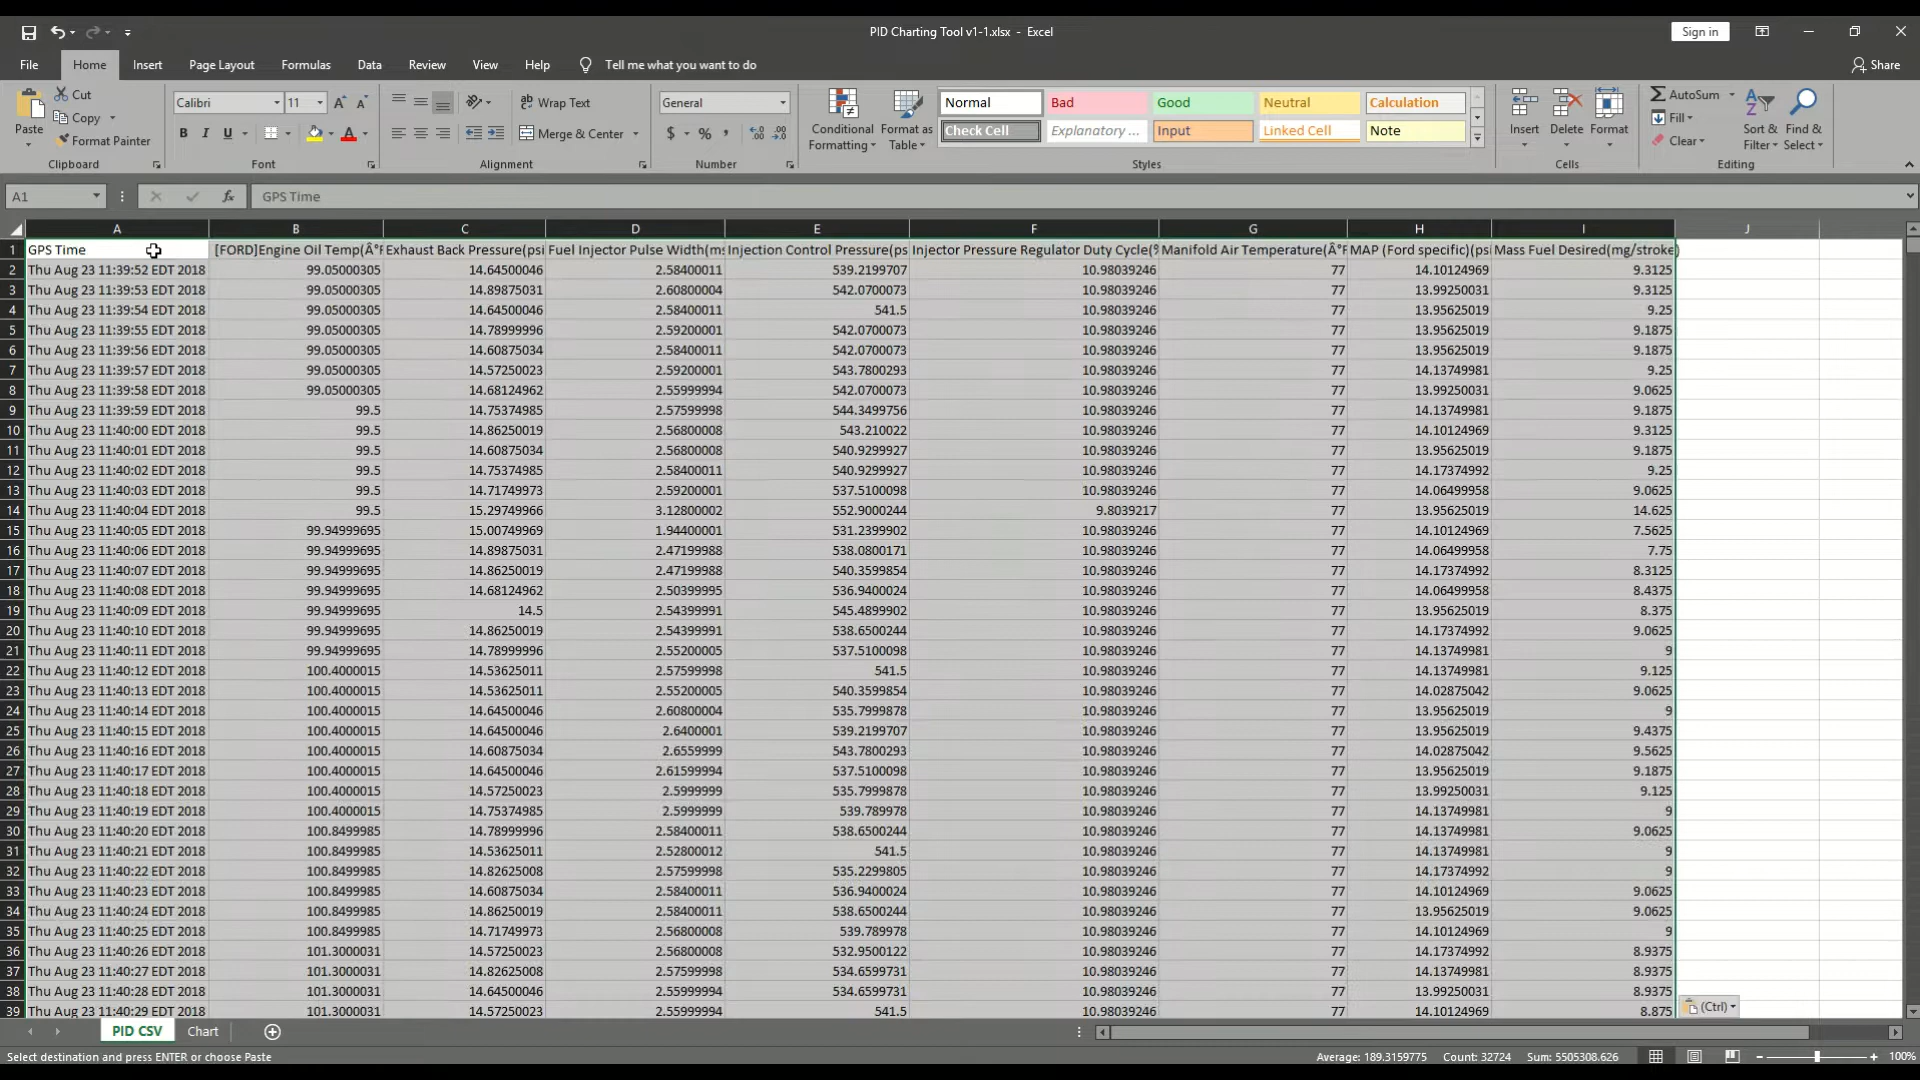 PID Charting Tool v1-1.xlsx - Excel
Sign in
File Home Insert Page Layout Formulas Data Review View Help Tell me what you want to do Share
Cut
Copy
Format Painter
Paste
Clipboard
Calibri 11
B I U
Font
Wrap Text
Merge & Center
Alignment
General
$ % ,
Number
Conditional Formatting
Format as Table
Normal Bad Good Neutral Calculation
Check Cell Explanatory ... Input Linked Cell Note
Styles
Insert Delete Format
Cells
AutoSum
Fill
Clear
Sort & Filter
Find & Select
Editing
A1 fx GPS Time
A B C D E F G H I J
1 GPS Time [FORD]Engine Oil Temp(Â°F Exhaust Back Pressure(psi Fuel Injector Pulse Width(ms Injection Control Pressure(ps Injector Pressure Regulator Duty Cycle(% Manifold Air Temperature(Â°F MAP (Ford specific)(psi Mass Fuel Desired(mg/stroke)
2 Thu Aug 23 11:39:52 EDT 2018 99.05000305 14.64500046 2.58400011 539.2199707 10.98039246 77 14.10124969 9.3125
3 Thu Aug 23 11:39:53 EDT 2018 99.05000305 14.89875031 2.60800004 542.0700073 10.98039246 77 13.99250031 9.3125
4 Thu Aug 23 11:39:54 EDT 2018 99.05000305 14.64500046 2.58400011 541.5 10.98039246 77 13.95625019 9.25
5 Thu Aug 23 11:39:55 EDT 2018 99.05000305 14.78999996 2.59200001 542.0700073 10.98039246 77 13.95625019 9.1875
6 Thu Aug 23 11:39:56 EDT 2018 99.05000305 14.60875034 2.58400011 542.0700073 10.98039246 77 13.95625019 9.1875
7 Thu Aug 23 11:39:57 EDT 2018 99.05000305 14.57250023 2.59200001 543.7800293 10.98039246 77 14.13749981 9.25
8 Thu Aug 23 11:39:58 EDT 2018 99.05000305 14.68124962 2.55999994 542.0700073 10.98039246 77 13.99250031 9.0625
9 Thu Aug 23 11:39:59 EDT 2018 99.5 14.75374985 2.57599998 544.3499756 10.98039246 77 14.13749981 9.1875
10 Thu Aug 23 11:40:00 EDT 2018 99.5 14.86250019 2.56800008 543.210022 10.98039246 77 14.10124969 9.3125
11 Thu Aug 23 11:40:01 EDT 2018 99.5 14.60875034 2.56800008 540.9299927 10.98039246 77 13.95625019 9.1875
12 Thu Aug 23 11:40:02 EDT 2018 99.5 14.75374985 2.58400011 540.9299927 10.98039246 77 14.17374992 9.25
13 Thu Aug 23 11:40:03 EDT 2018 99.5 14.71749973 2.59200001 537.5100098 10.98039246 77 14.06499958 9.0625
14 Thu Aug 23 11:40:04 EDT 2018 99.5 15.29749966 3.12800002 552.9000244 9.8039217 77 13.95625019 14.625
15 Thu Aug 23 11:40:05 EDT 2018 99.94999695 15.00749969 1.94400001 531.2399902 10.98039246 77 14.10124969 7.5625
16 Thu Aug 23 11:40:06 EDT 2018 99.94999695 14.89875031 2.47199988 538.0800171 10.98039246 77 14.06499958 7.75
17 Thu Aug 23 11:40:07 EDT 2018 99.94999695 14.86250019 2.47199988 540.3599854 10.98039246 77 14.17374992 8.3125
18 Thu Aug 23 11:40:08 EDT 2018 99.94999695 14.68124962 2.50399995 536.9400024 10.98039246 77 14.06499958 8.4375
19 Thu Aug 23 11:40:09 EDT 2018 99.94999695 14.5 2.54399991 545.4899902 10.98039246 77 13.95625019 8.375
20 Thu Aug 23 11:40:10 EDT 2018 99.94999695 14.86250019 2.54399991 538.6500244 10.98039246 77 14.17374992 9.0625
21 Thu Aug 23 11:40:11 EDT 2018 99.94999695 14.78999996 2.55200005 537.5100098 10.98039246 77 14.13749981 9
22 Thu Aug 23 11:40:12 EDT 2018 100.4000015 14.53625011 2.57599998 541.5 10.98039246 77 14.13749981 9.125
23 Thu Aug 23 11:40:13 EDT 2018 100.4000015 14.53625011 2.55200005 540.3599854 10.98039246 77 14.02875042 9.0625
24 Thu Aug 23 11:40:14 EDT 2018 100.4000015 14.64500046 2.60800004 535.7999878 10.98039246 77 13.95625019 9
25 Thu Aug 23 11:40:15 EDT 2018 100.4000015 14.64500046 2.6400001 539.2199707 10.98039246 77 13.95625019 9.4375
26 Thu Aug 23 11:40:16 EDT 2018 100.4000015 14.60875034 2.6559999 543.7800293 10.98039246 77 14.02875042 9.5625
27 Thu Aug 23 11:40:17 EDT 2018 100.4000015 14.64500046 2.61599994 537.5100098 10.98039246 77 13.95625019 9.1875
28 Thu Aug 23 11:40:18 EDT 2018 100.4000015 14.57250023 2.5999999 535.7999878 10.98039246 77 13.99250031 9.125
29 Thu Aug 23 11:40:19 EDT 2018 100.4000015 14.75374985 2.5999999 539.789978 10.98039246 77 14.13749981 9
30 Thu Aug 23 11:40:20 EDT 2018 100.8499985 14.78999996 2.58400011 538.6500244 10.98039246 77 14.13749981 9.0625
31 Thu Aug 23 11:40:21 EDT 2018 100.8499985 14.53625011 2.52800012 541.5 10.98039246 77 14.13749981 9
32 Thu Aug 23 11:40:22 EDT 2018 100.8499985 14.82625008 2.57599998 535.2299805 10.98039246 77 14.17374992 9
33 Thu Aug 23 11:40:23 EDT 2018 100.8499985 14.60875034 2.58400011 536.9400024 10.98039246 77 14.10124969 9.0625
34 Thu Aug 23 11:40:24 EDT 2018 100.8499985 14.86250019 2.58400011 538.6500244 10.98039246 77 13.95625019 9.0625
35 Thu Aug 23 11:40:25 EDT 2018 100.8499985 14.71749973 2.56800008 539.789978 10.98039246 77 14.10124969 9
36 Thu Aug 23 11:40:26 EDT 2018 101.3000031 14.57250023 2.56800008 532.9500122 10.98039246 77 14.17374992 8.9375
37 Thu Aug 23 11:40:27 EDT 2018 101.3000031 14.82625008 2.57599998 534.6599731 10.98039246 77 14.13749981 8.9375
38 Thu Aug 23 11:40:28 EDT 2018 101.3000031 14.64500046 2.55999994 534.6599731 10.98039246 77 13.99250031 8.9375
39 Thu Aug 23 11:40:29 EDT 2018 101.3000031 14.57250023 2.55999994 541.5 10.98039246 77 14.10124969 8.875
(Ctrl)
PID CSV Chart
Select destination and press ENTER or choose Paste Average: 189.3159775 Count: 32724 Sum: 5505308.626 100%